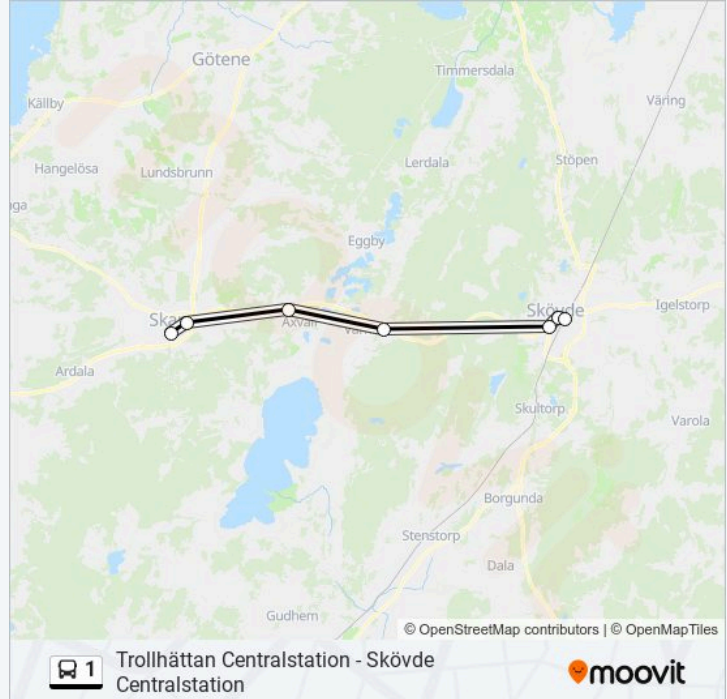 Götene
Timmersdala
Källby
Väring
Hangelösa
Lundsbrunn
Lerdala
Stöpen
Eggby
Skövde
Igelstorp
Axvall
Ardala
Skultorp
Varola
Borgunda
Stenstorp
Dala
Gudhem
© OpenStreetMap contributors | © OpenMapTiles
1
Trollhättan Centralstation - Skövde
Centralstation
moovit